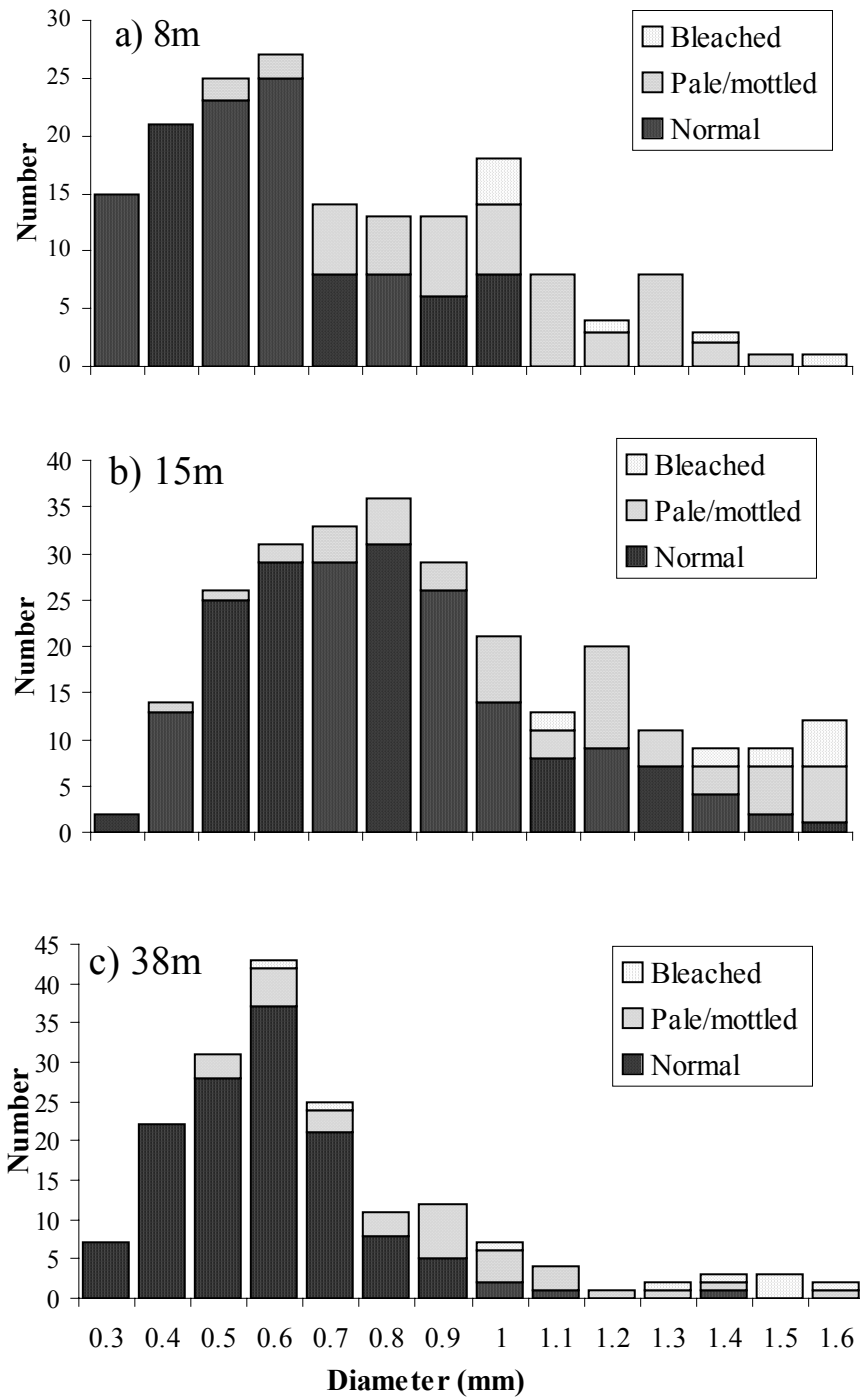 a) 8m
Bleached
Pale/mottled
Normal
Number
30
25
20
15
10
5
0
b) 15m
Bleached
Pale/mottled
Normal
Number
40
35
30
25
20
15
10
5
0
c) 38m
Bleached
Pale/mottled
Normal
Number
45
40
35
30
25
20
15
10
5
0
0.3 0.4 0.5 0.6 0.7 0.8 0.9 1 1.1 1.2 1.3 1.4 1.5 1.6
Diameter (mm)